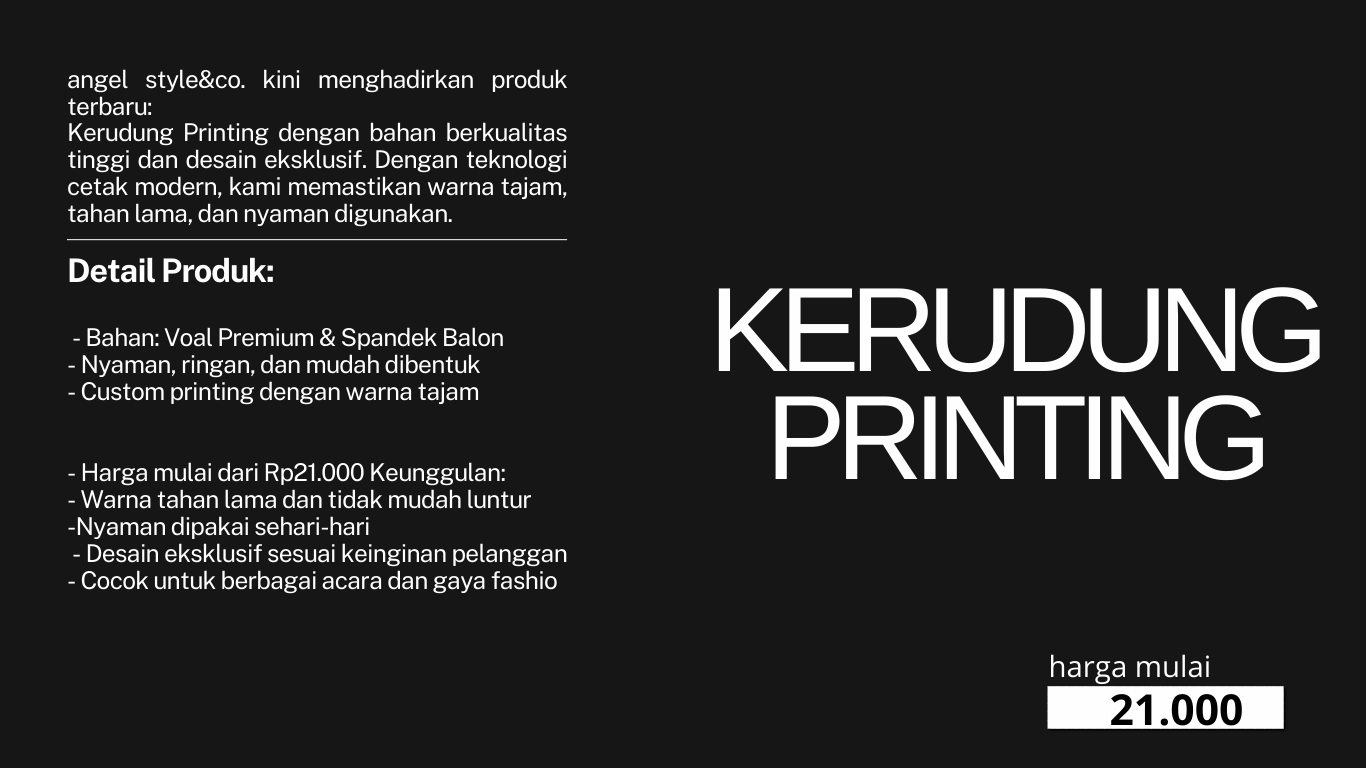 angel style&co. kini menghadirkan produk
terbaru:
Kerudung Printing dengan bahan berkualitas
tinggi dan desain eksklusif. Dengan teknologi
cetak modern, kami memastikan warna tajam,
tahan lama, dan nyaman digunakan.
Detail Produk:
- Bahan: Voal Premium & Spandek Balon
- Nyaman, ringan, dan mudah dibentuk
- Custom printing dengan warna tajam
- Harga mulai dari Rp21.000 Keunggulan:
- Warna tahan lama dan tidak mudah luntur
-Nyaman dipakai sehari-hari
- Desain eksklusif sesuai keinginan pelanggan
- Cocok untuk berbagai acara dan gaya fashio
KERUDUNG
PRINTING
harga mulai
21.000